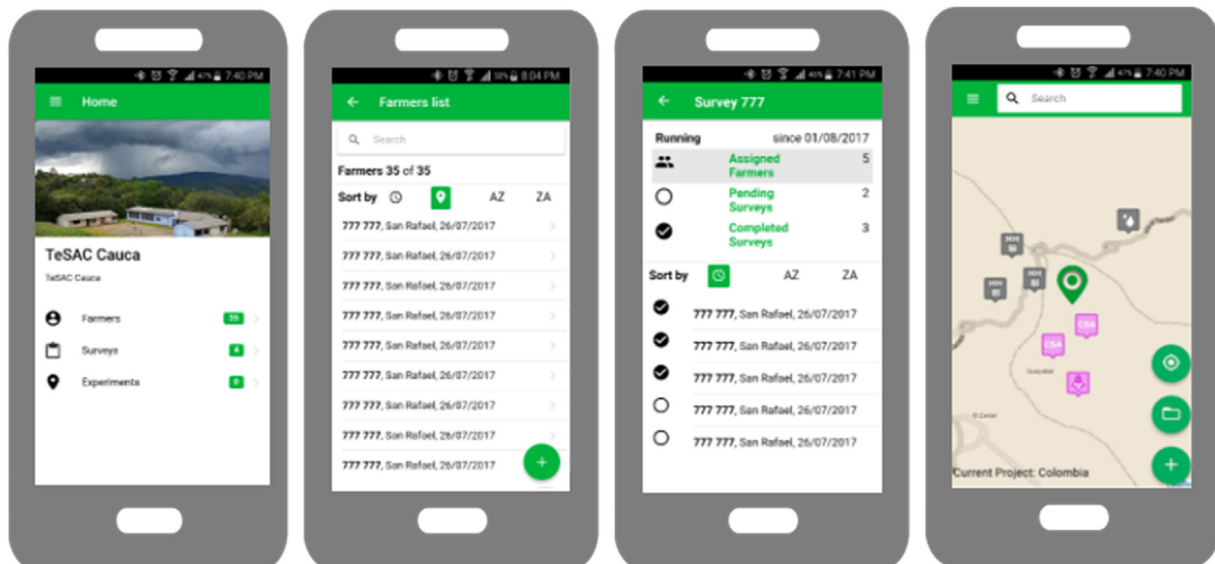 47% 7:40 PM
Home
TeSAC Cauca
TeSAC Cauca
Farmers 35
Surveys 4
Experiments 0
50% 8:04 PM
Farmers list
Search
Farmers 35 of 35
Sort by AZ ZA
777 777, San Rafael, 26/07/2017
777 777, San Rafael, 26/07/2017
777 777, San Rafael, 26/07/2017
777 777, San Rafael, 26/07/2017
777 777, San Rafael, 26/07/2017
777 777, San Rafael, 26/07/2017
777 777, San Rafael, 26/07/2017
777 777, San Rafael, 26/07/2017
777 777, San Rafael, 26/07/2017
46% 7:41 PM
Survey 777
Running since 01/08/2017
Assigned 5
Farmers
Pending 2
Surveys
Completed 3
Surveys
Sort by AZ ZA
777 777, San Rafael, 26/07/2017
777 777, San Rafael, 26/07/2017
777 777, San Rafael, 26/07/2017
777 777, San Rafael, 26/07/2017
777 777, San Rafael, 26/07/2017
47% 7:40 PM
Search
HH
HH
HH
CSA
CSA
Guayabal
Current Project: Colombia